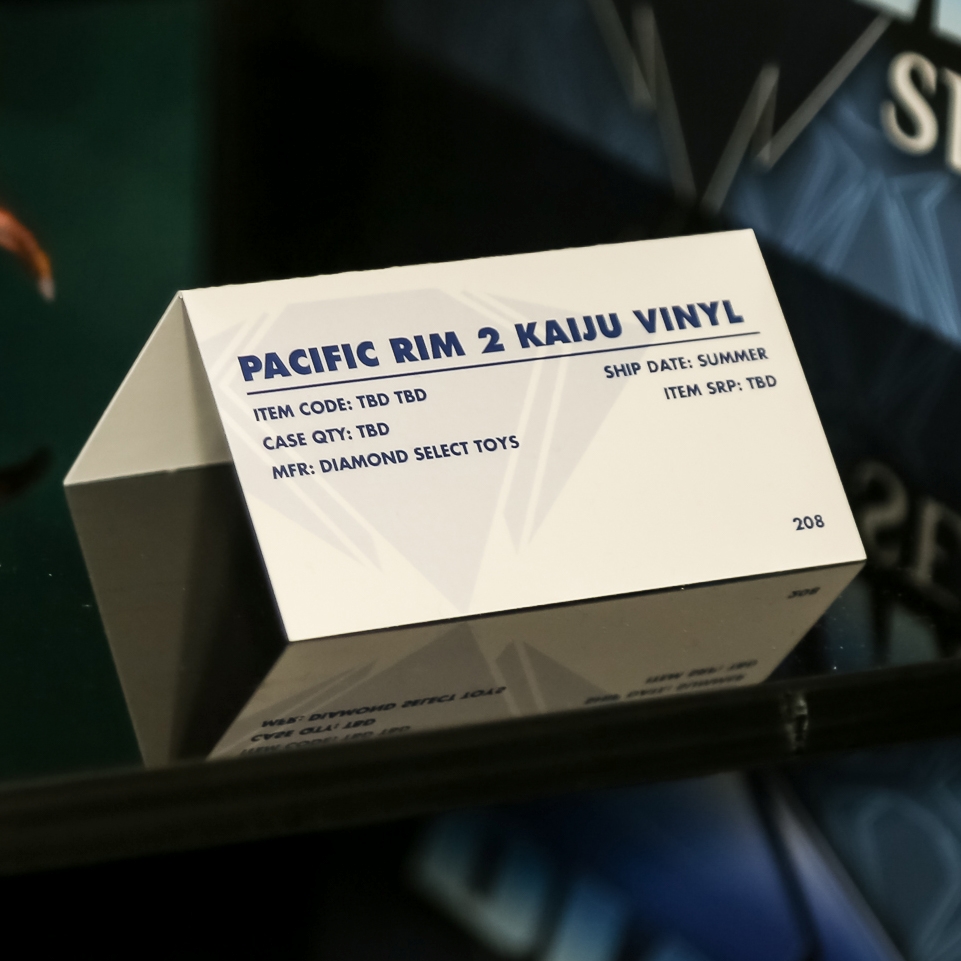 PACIFIC RIM 2 KAIJU VINYL
ITEM CODE: TBD TBD
SHIP DATE: SUMMER
CASE QTY: TBD
ITEM SRP: TBD
MFR: DIAMOND SELECT TOYS
208